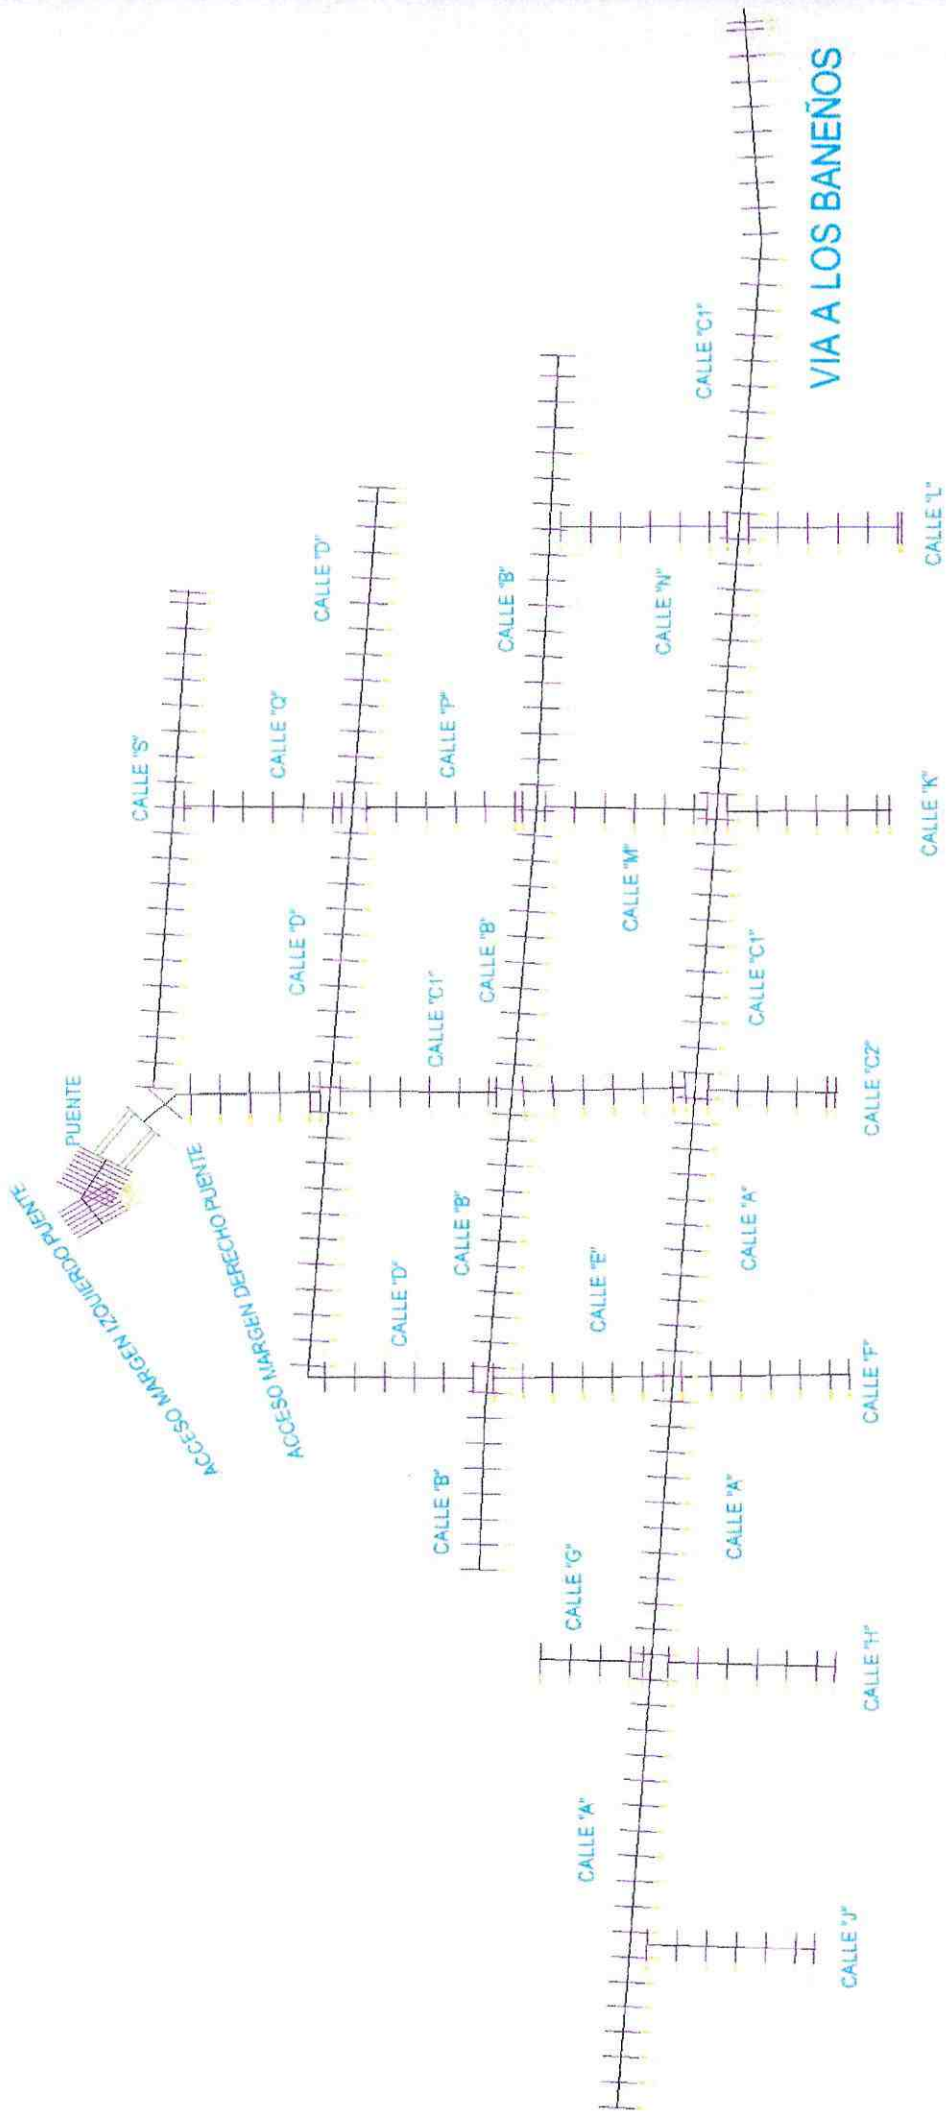 ACCESO MARGEN IZQUIERDO PUENTE
PUENTE
ACCESO MARGEN DERECHO PUENTE
CALLE "S"
CALLE "Q"
CALLE "D"
CALLE "D"
CALLE "D"
CALLE "P"
CALLE "C1"
CALLE "B"
CALLE "B"
CALLE "B"
CALLE "B"
CALLE "N"
CALLE "M"
CALLE "E"
CALLE "G"
CALLE "C1"
CALLE "C1"
CALLE "A"
CALLE "A"
CALLE "A"
VIA A LOS BANEÑOS
CALLE "L"
CALLE "K"
CALLE "C2"
CALLE "F"
CALLE "H"
CALLE "J"